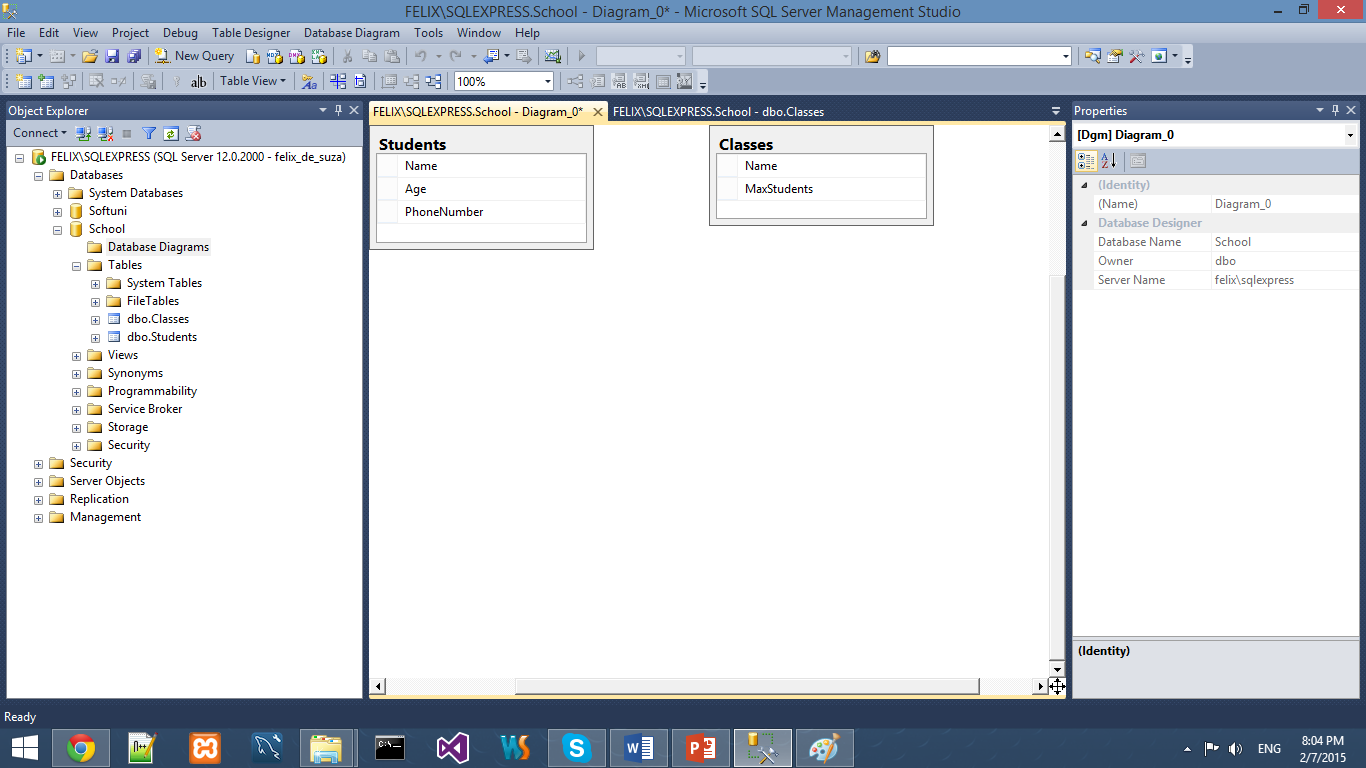 FELIX\SQLEXPRESS.School - Diagram_0* - Microsoft SQL Server Management Studio
File Edit View Project Debug Table Designer Database Diagram Tools Window Help
New Query
ab Table View 100%
Object Explorer
Connect
FELIX\SQLEXPRESS (SQL Server 12.0.2000 - felix_de_suza)
Databases
System Databases
Softuni
School
Database Diagrams
Tables
System Tables
FileTables
dbo.Classes
dbo.Students
Views
Synonyms
Programmability
Service Broker
Storage
Security
Security
Server Objects
Replication
Management
FELIX\SQLEXPRESS.School - Diagram_0* FELIX\SQLEXPRESS.School - dbo.Classes
Students
Name
Age
PhoneNumber
Classes
Name
MaxStudents
Properties
[Dgm] Diagram_0
(Identity)
(Name) Diagram_0
Database Designer
Database Name School
Owner dbo
Server Name felix\sqlexpress
(Identity)
Ready
ENG
8:04 PM
2/7/2015